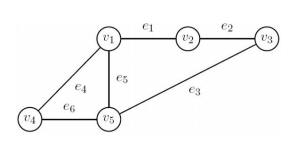 e₁ e₂
v₁ v₂ v₃
e₅
e₄ e₃
e₆
v₄ v₅